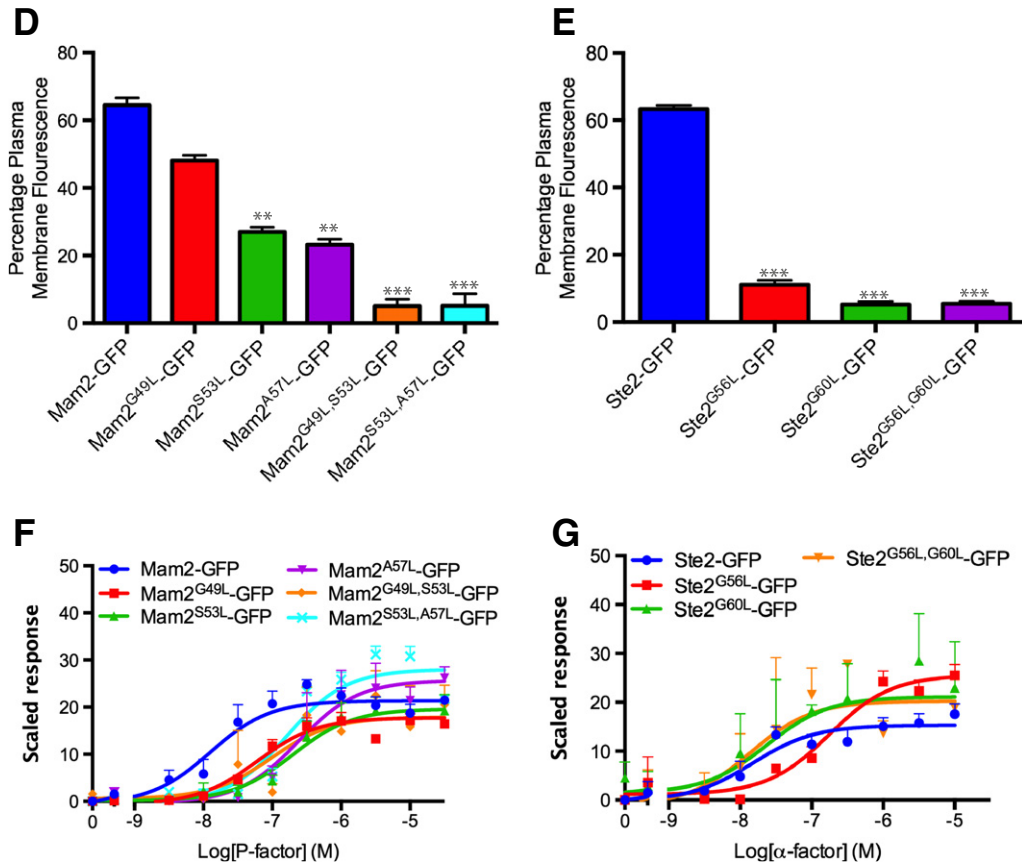 D
Percentage Plasma
Membrane Flourescence
80
60
40
20
0
**
**
***
***
Mam2-GFP
Mam2G49L-GFP
Mam2S53L-GFP
Mam2A57L-GFP
Mam2G49L,S53L-GFP
Mam2S53L,A57L-GFP
E
Percentage Plasma
Membrane Flourescence
80
60
40
20
0
***
***
***
Ste2-GFP
Ste2G56L-GFP
Ste2G60L-GFP
Ste2G56L,G60L-GFP
F
Scaled response
50
40
30
20
10
0
Mam2-GFP
Mam2G49L-GFP
Mam2S53L-GFP
Mam2A57L-GFP
Mam2G49L,S53L-GFP
Mam2S53L,A57L-GFP
0 -9 -8 -7 -6 -5
Log[P-factor] (M)
G
Scaled response
50
40
30
20
10
0
Ste2-GFP
Ste2G56L-GFP
Ste2G60L-GFP
Ste2G56L,G60L-GFP
0 -9 -8 -7 -6 -5
Log[α-factor] (M)